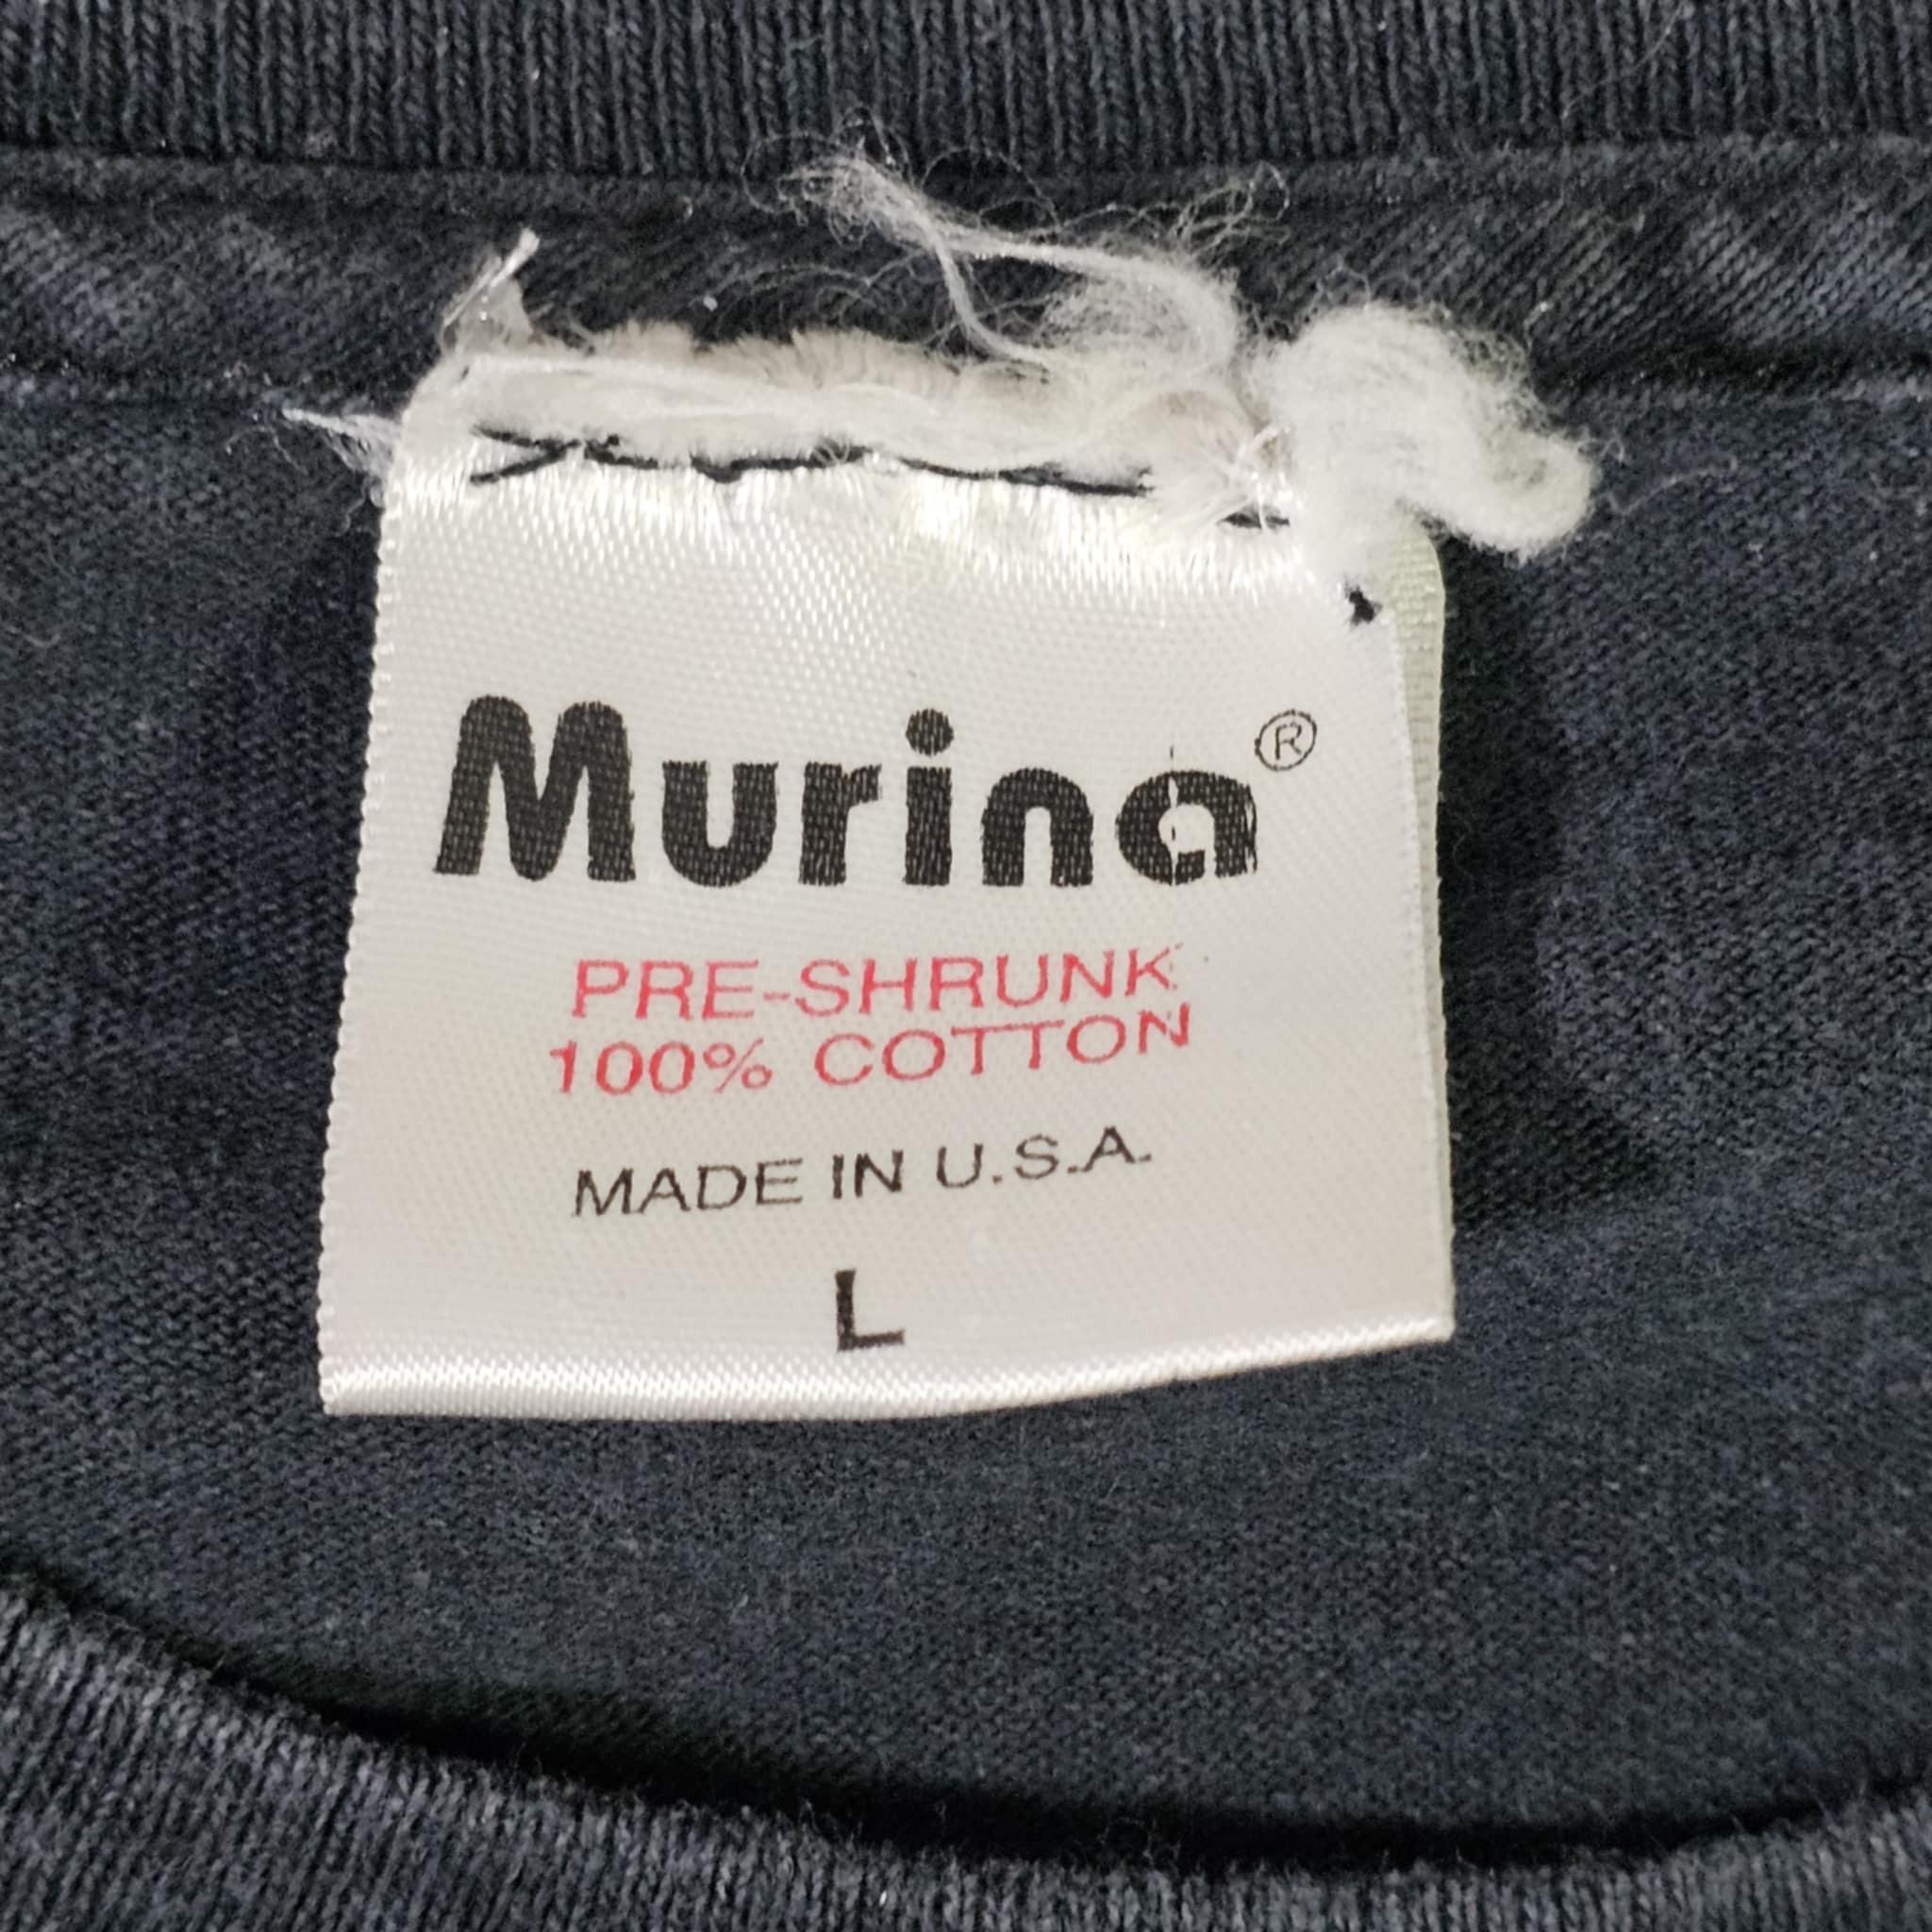 Murina®
PRE-SHRUNK
100% COTTON
MADE IN U.S.A.
L